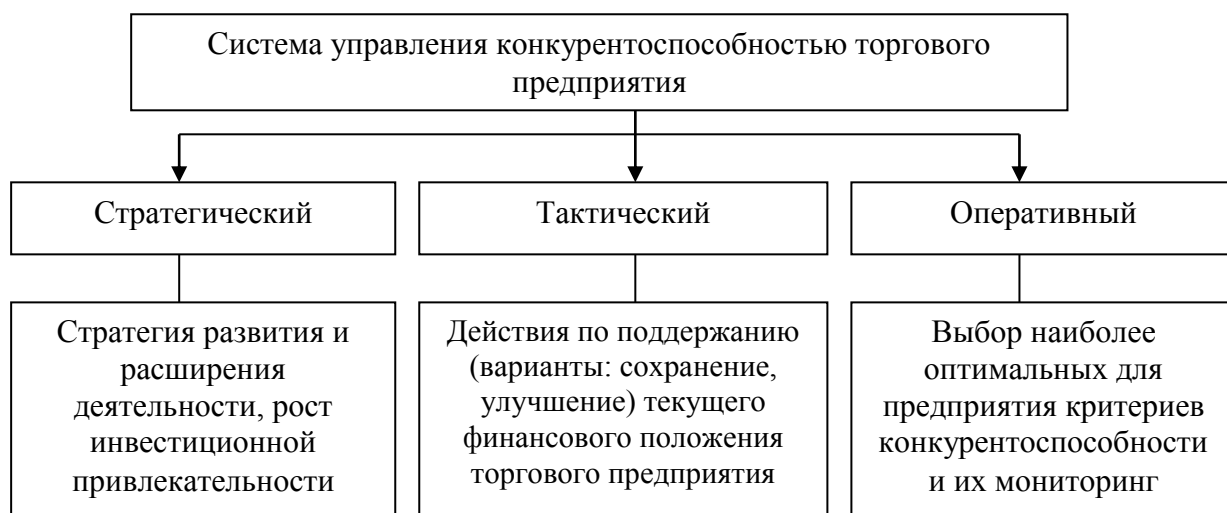 Система управления конкурентоспособностью торгового
предприятия
Стратегический
Тактический
Оперативный
Стратегия развития и
расширения
деятельности, рост
инвестиционной
привлекательности
Действия по поддержанию
(варианты: сохранение,
улучшение) текущего
финансового положения
торгового предприятия
Выбор наиболее
оптимальных для
предприятия критериев
конкурентоспособности
и их мониторинг